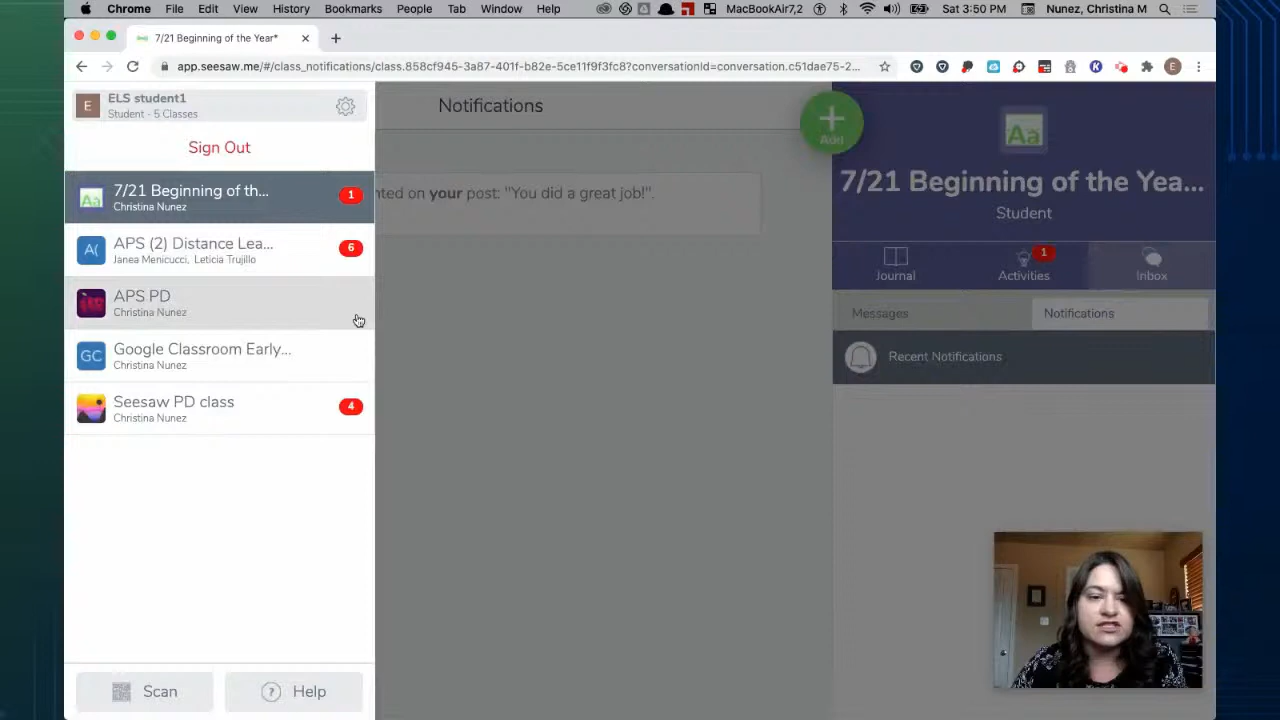 Chrome File Edit View History Bookmarks People Tab Window Help MacBookAir7,2 Sat 3:50 PM Nunez, Christina M
7/21 Beginning of the Year*
app.seesaw.me/#/class_notifications/class.858cf945-3a87-401f-b82e-5ce11f9f3fc8?conversationId=conversation.c51dae75-2...
E
E
ELS student1
Student - 5 Classes
Sign Out
Aa
7/21 Beginning of th...
Christina Nunez
1
A(
APS (2) Distance Lea...
Janea Menicucci, Leticia Trujillo
6
APS PD
Christina Nunez
GC
Google Classroom Early...
Christina Nunez
Seesaw PD class
Christina Nunez
4
Scan
Help
Notifications
nted on your post: "You did a great job!".
Add
Aa
7/21 Beginning of the Yea...
Student
Journal
Activities
1
Inbox
Messages
Notifications
Recent Notifications